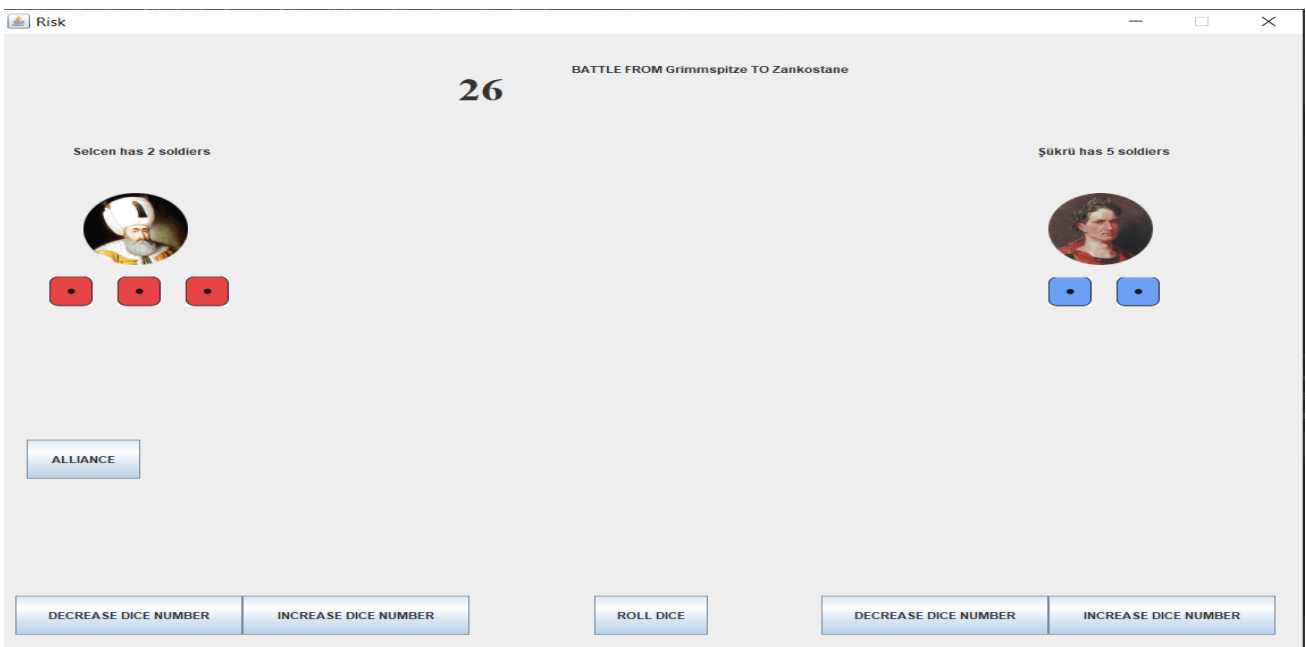 Risk
BATTLE FROM Grimmspitze TO Zankostane
26
Selcen has 2 soldiers
Şükrü has 5 soldiers
ALLIANCE
DECREASE DICE NUMBER INCREASE DICE NUMBER ROLL DICE DECREASE DICE NUMBER INCREASE DICE NUMBER